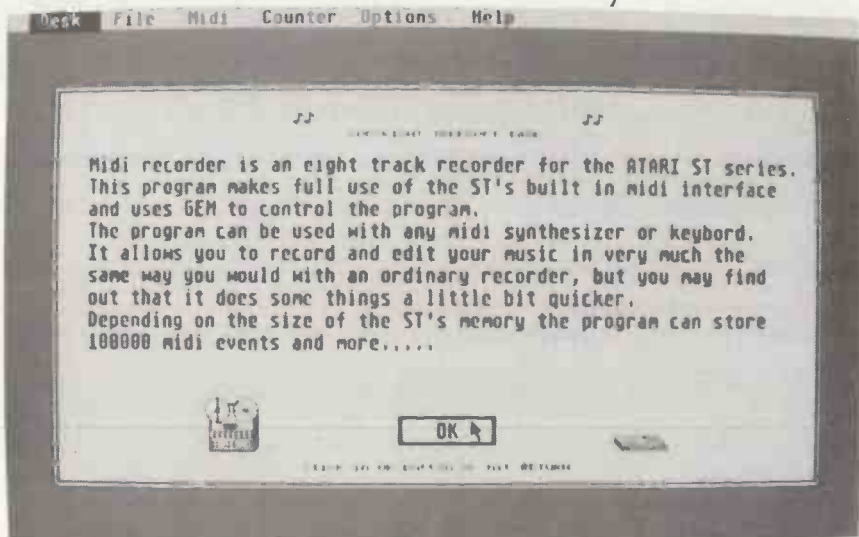 Desk File Midi Counter Options Help
Midi recorder is an eight track recorder for the ATARI ST series.
This program makes full use of the ST's built in midi interface
and uses GEM to control the program.
The program can be used with any midi synthesizer or keybord.
It allows you to record and edit your music in very much the
same way you would with an ordinary recorder, but you may find
out that it does some things a little bit quicker.
Depending on the size of the ST's memory the program can store
100000 midi events and more.....
OK
RETURN